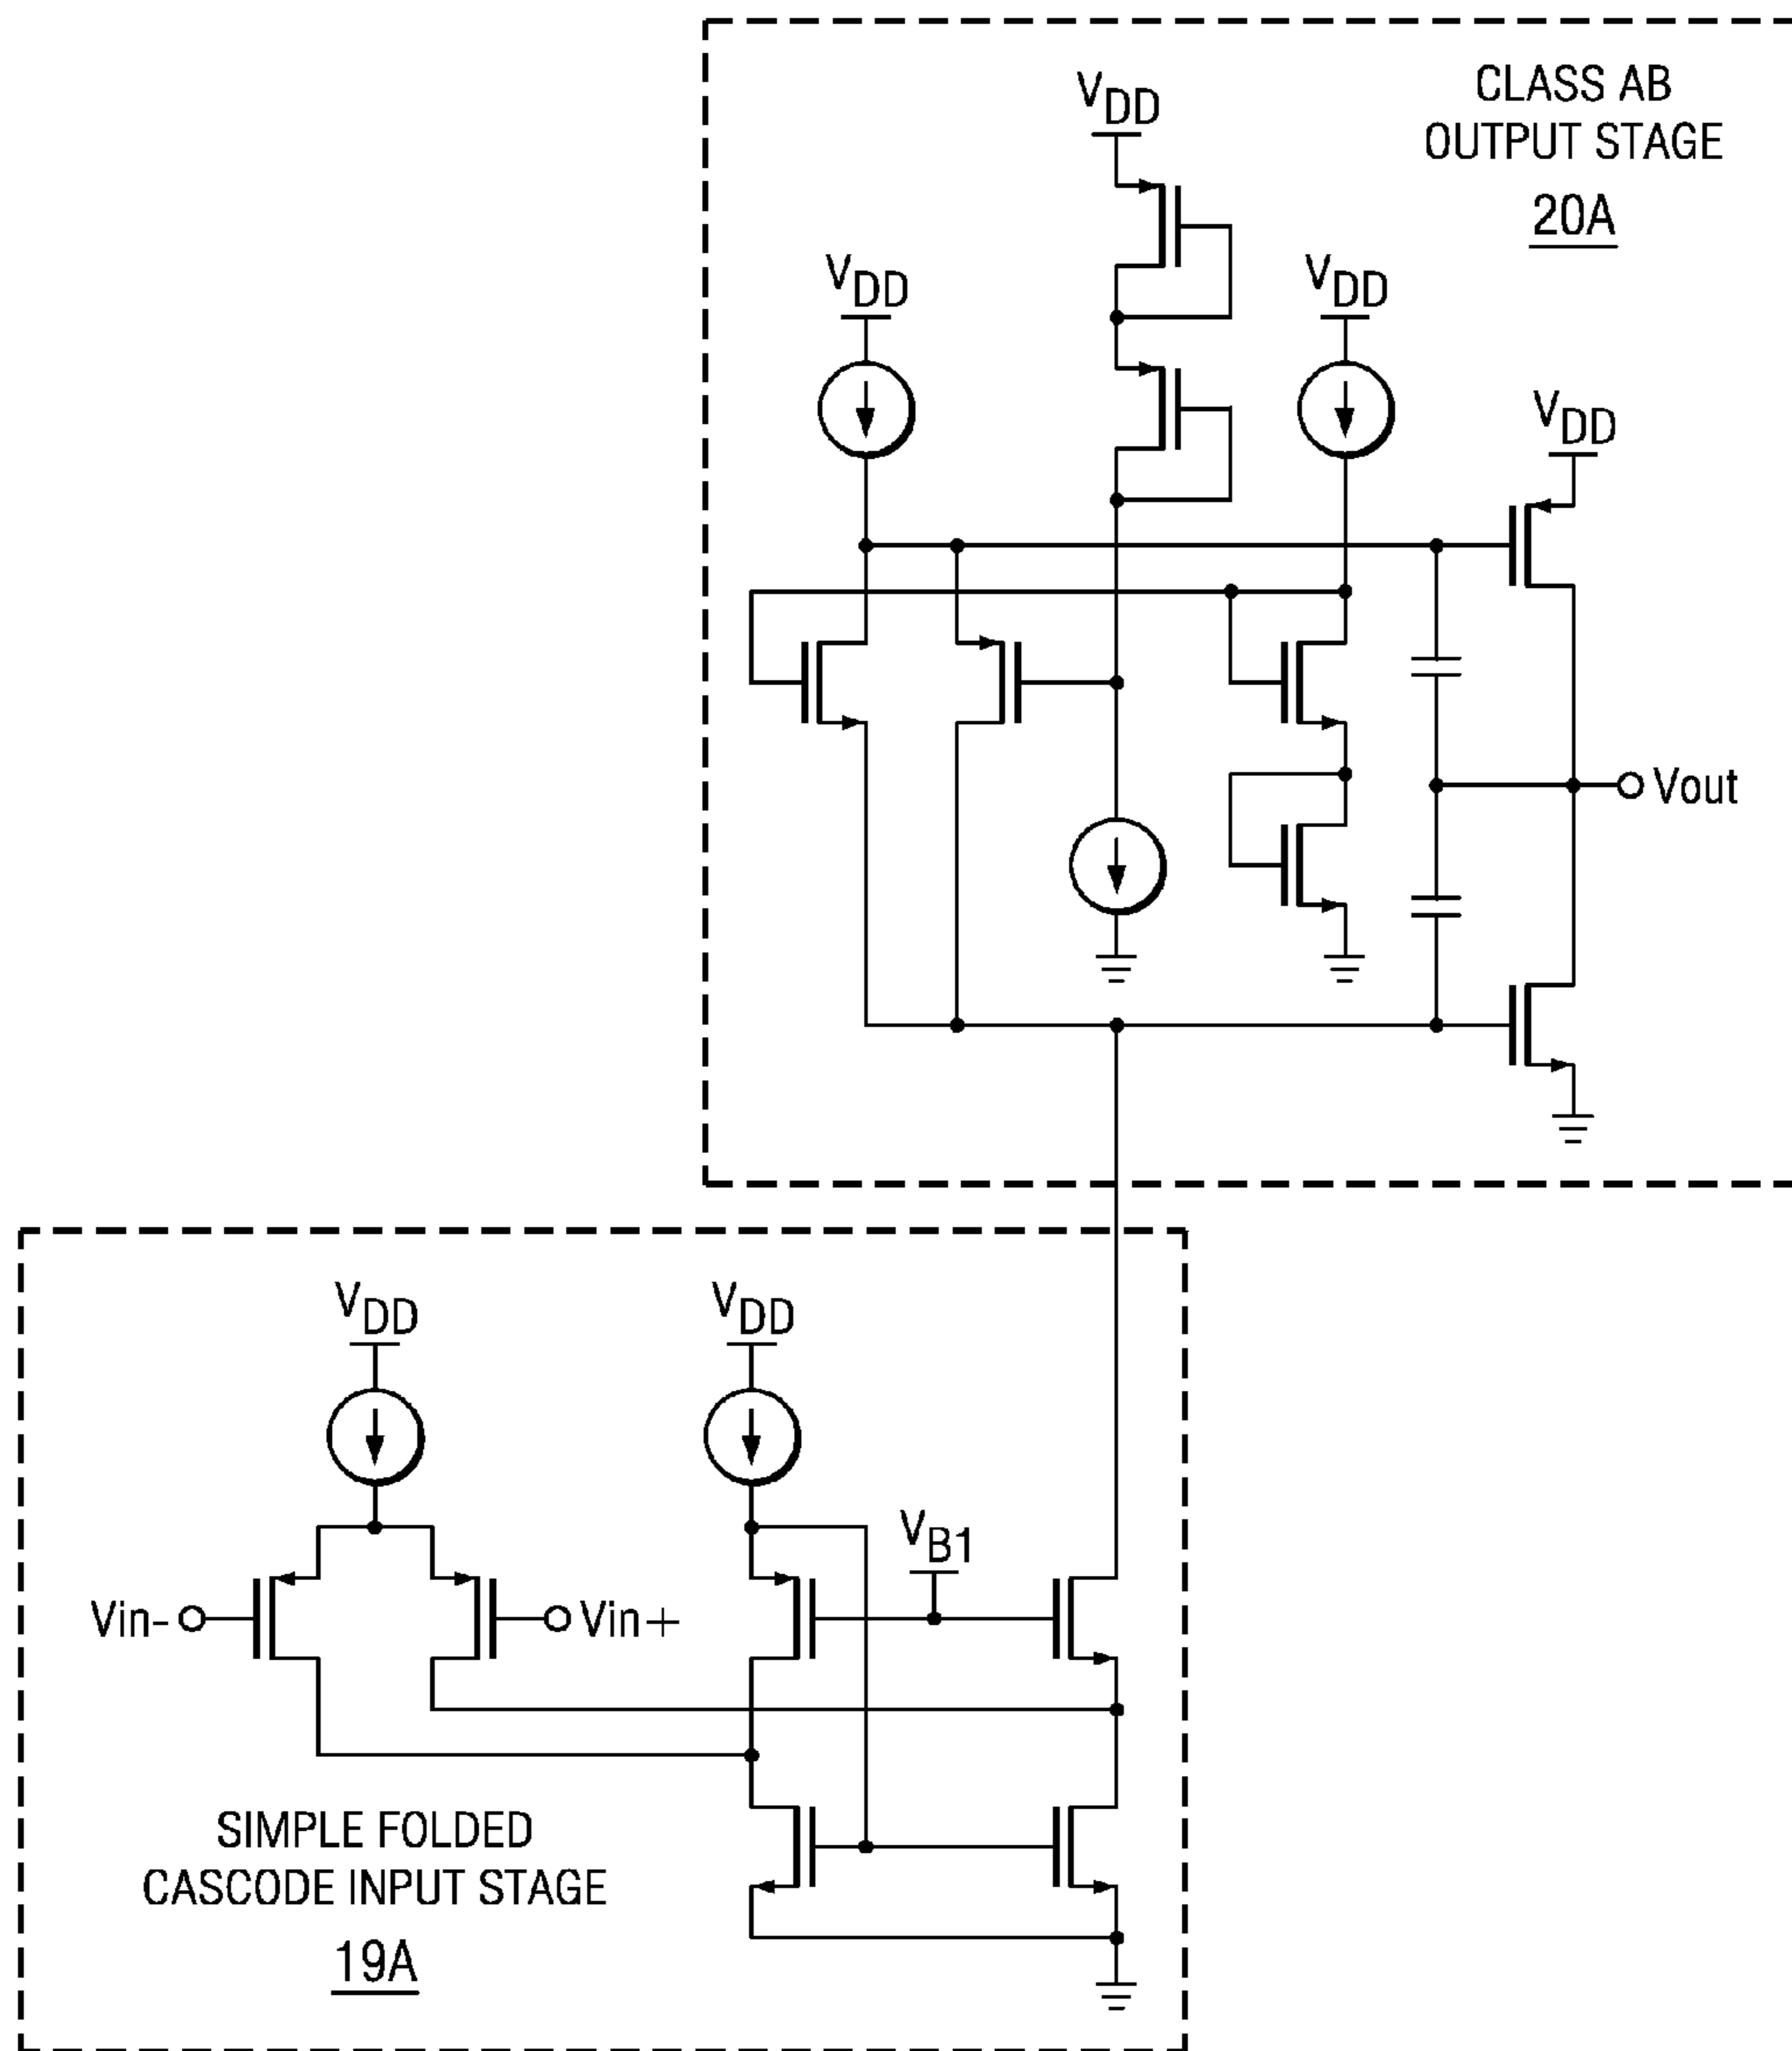 CLASS AB
OUTPUT STAGE
20A
VDD
VDD
VDD
VDD
Vout
VDD
VDD
VB1
Vin-
Vin+
SIMPLE FOLDED
CASCODE INPUT STAGE
19A